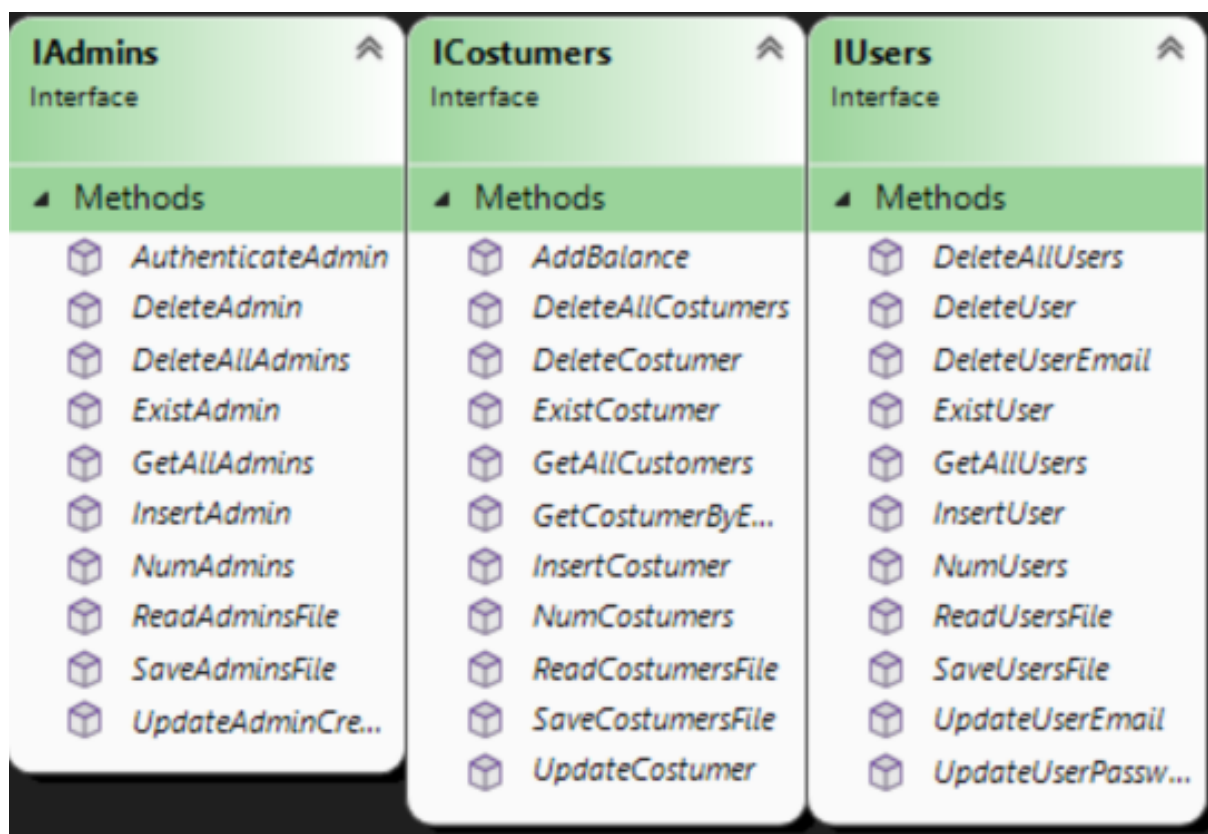 IAdmins
Interface
Methods
AuthenticateAdmin
DeleteAdmin
DeleteAllAdmins
ExistAdmin
GetAllAdmins
InsertAdmin
NumAdmins
ReadAdminsFile
SaveAdminsFile
UpdateAdminCre...
ICostumers
Interface
Methods
AddBalance
DeleteAllCostumers
DeleteCostumer
ExistCostumer
GetAllCustomers
GetCostumerByE...
InsertCostumer
NumCostumers
ReadCostumersFile
SaveCostumersFile
UpdateCostumer
IUsers
Interface
Methods
DeleteAllUsers
DeleteUser
DeleteUserEmail
ExistUser
GetAllUsers
InsertUser
NumUsers
ReadUsersFile
SaveUsersFile
UpdateUserEmail
UpdateUserPassw...